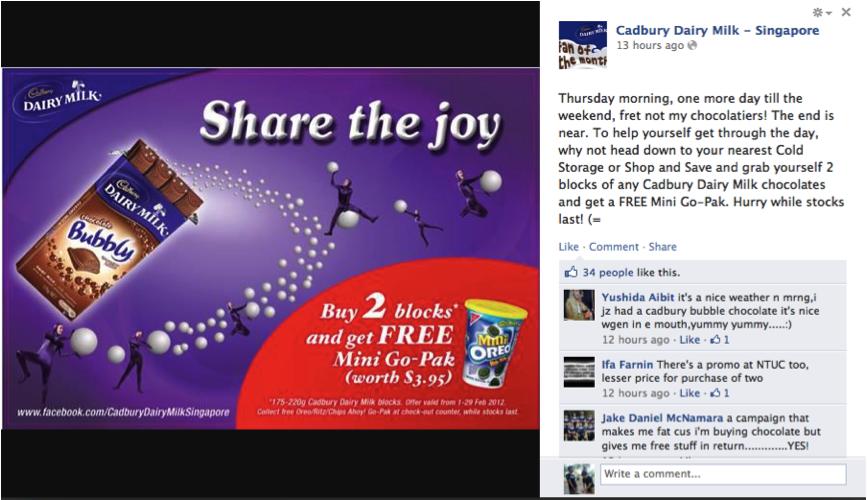 Cadbury
DAIRY MILK
Share the joy
Cadbury
DAIRY MILK
chocolate
Bubbly
Buy 2 blocks*
and get FREE
Mini Go-Pak
(worth $3.95)
Mini
OREO
*175-220g Cadbury Dairy Milk blocks. Offer valid from 1-29 Feb 2012.
Collect free Oreo/Ritz/Chips Ahoy! Go-Pak at check-out counter, while stocks last.
www.facebook.com/CadburyDairyMilkSingapore
DAIRY MILK
fan of
the month
Cadbury Dairy Milk - Singapore
13 hours ago
Thursday morning, one more day till the
weekend, fret not my chocolatiers! The end is
near. To help yourself get through the day,
why not head down to your nearest Cold
Storage or Shop and Save and grab yourself 2
blocks of any Cadbury Dairy Milk chocolates
and get a FREE Mini Go-Pak. Hurry while stocks
last! (=
Like · Comment · Share
34 people like this.
Yushida Aibit it's a nice weather n mrng,i
jz had a cadbury bubble chocolate it's nice
wgen in e mouth,yummy yummy.....:)
12 hours ago · Like · 1
Ifa Farnin There's a promo at NTUC too,
lesser price for purchase of two
12 hours ago · Like · 1
Jake Daniel McNamara a campaign that
makes me fat cus i'm buying chocolate but
gives me free stuff in return.............YES!
Write a comment...